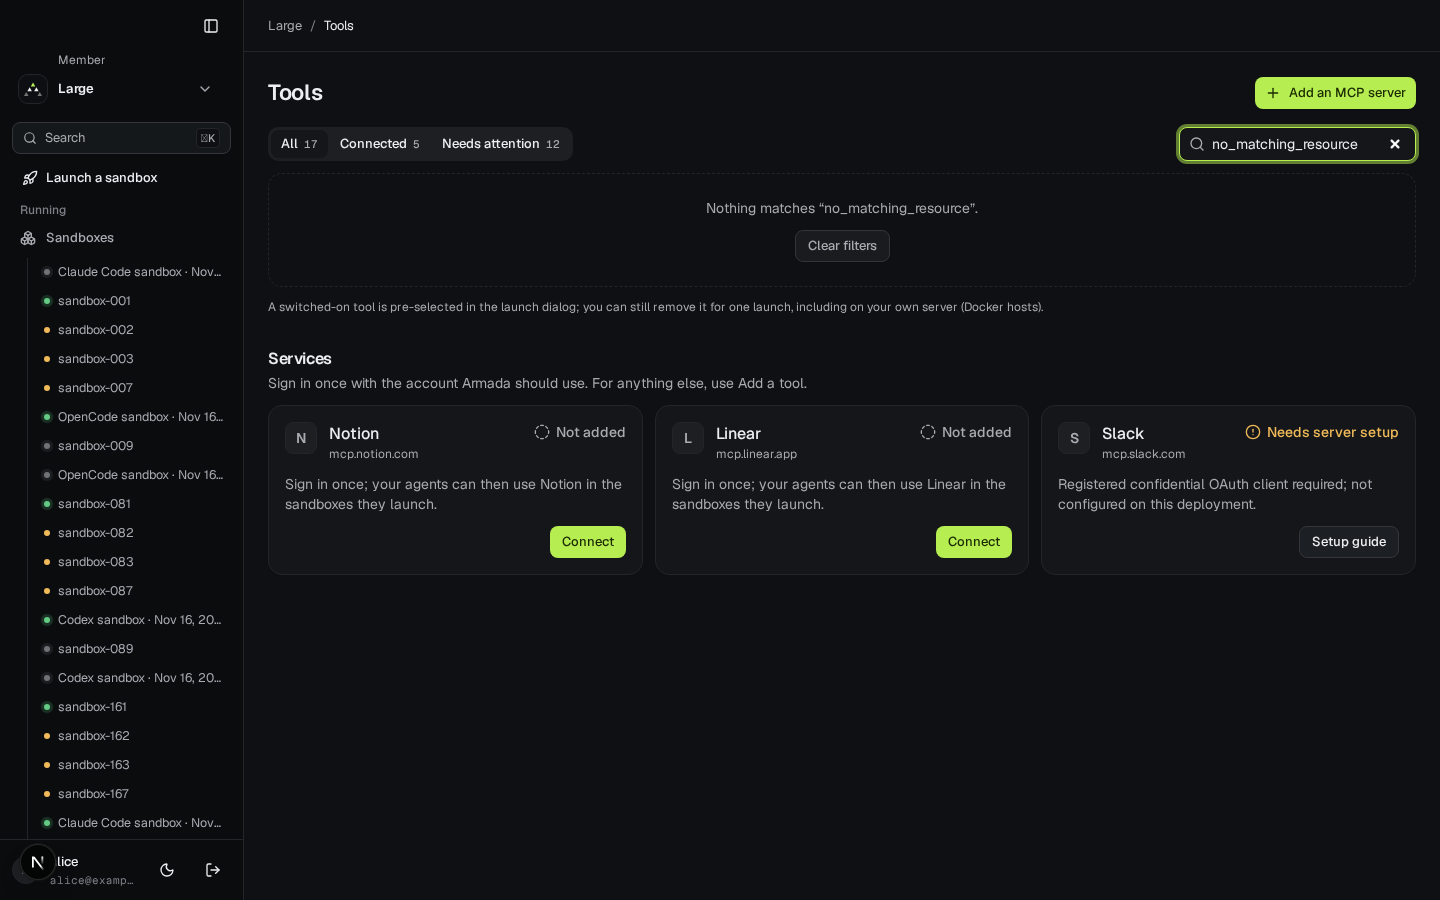 Large / Tools
Member
Large
Search
K
Launch a sandbox
Running
Sandboxes
Claude Code sandbox · Nov...
sandbox-001
sandbox-002
sandbox-003
sandbox-007
OpenCode sandbox · Nov 16...
sandbox-009
OpenCode sandbox · Nov 16...
sandbox-081
sandbox-082
sandbox-083
sandbox-087
Codex sandbox · Nov 16, 20...
sandbox-089
Codex sandbox · Nov 16, 20...
sandbox-161
sandbox-162
sandbox-163
sandbox-167
Claude Code sandbox · Nov...
N
lice
alice@examp...
Tools
Add an MCP server
All 17
Connected 5
Needs attention 12
no_matching_resource
Nothing matches “no_matching_resource”.
Clear filters
A switched-on tool is pre-selected in the launch dialog; you can still remove it for one launch, including on your own server (Docker hosts).
Services
Sign in once with the account Armada should use. For anything else, use Add a tool.
N
Notion
mcp.notion.com
Not added
Sign in once; your agents can then use Notion in the
sandboxes they launch.
Connect
L
Linear
mcp.linear.app
Not added
Sign in once; your agents can then use Linear in the
sandboxes they launch.
Connect
S
Slack
mcp.slack.com
Needs server setup
Registered confidential OAuth client required; not
configured on this deployment.
Setup guide